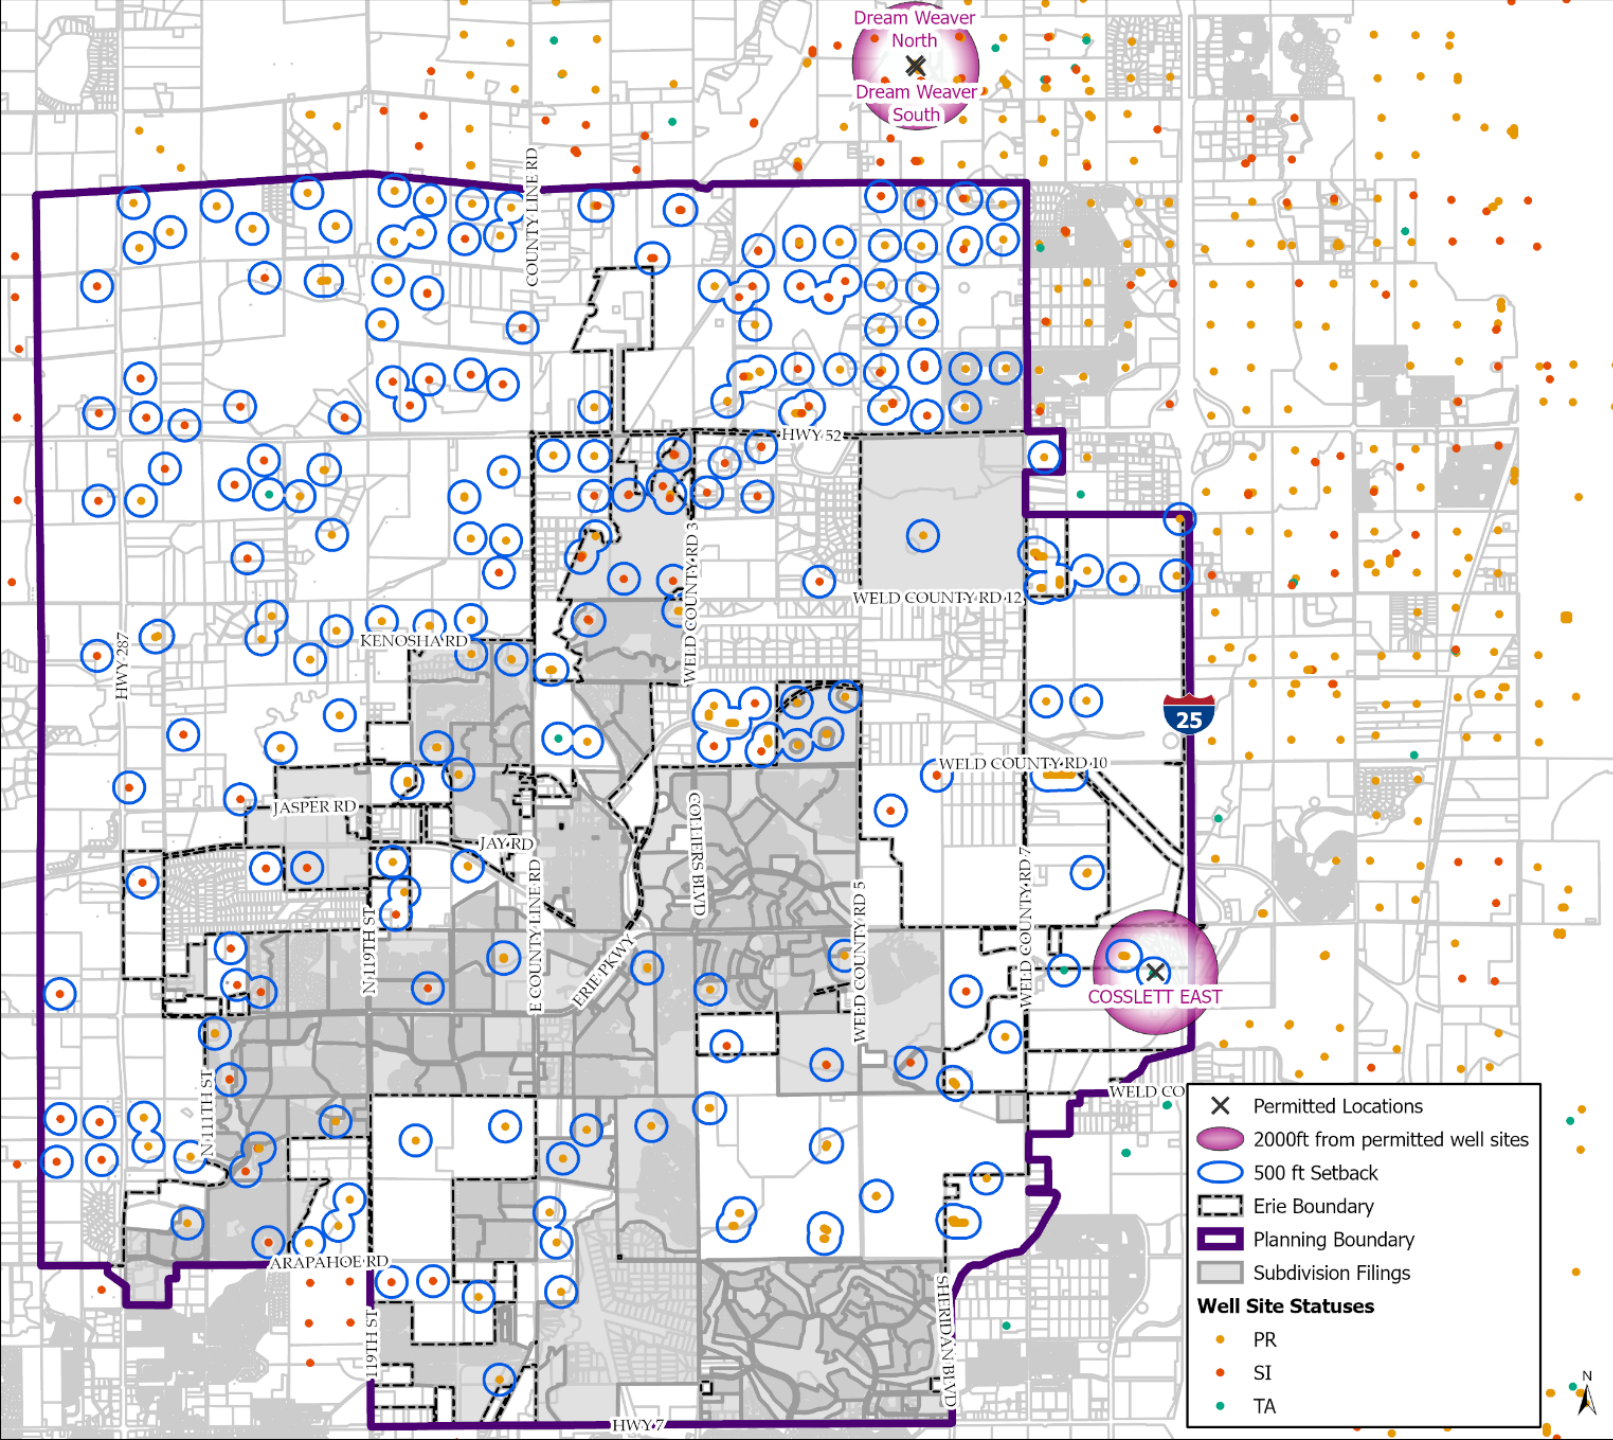 Dream Weaver
North
Dream Weaver
South
COUNTY LINE RD
HWY 52
WELD COUNTY RD 3
WELD COUNTY RD 12
KENOSHA RD
HWY 287
25
WELD COUNTY RD 10
JASPER RD
JAY RD
COLLIERS BLVD
E COUNTY LINE RD
WELD COUNTY RD 5
WELD COUNTY RD 7
N 119TH ST
ERIE PKWY
COSSLETT EAST
N 111TH ST
WELD CO
ARAPAHOE RD
119TH ST
SHERIDAN BLVD
HWY 7
Permitted Locations
2000ft from permitted well sites
500 ft Setback
Erie Boundary
Planning Boundary
Subdivision Filings
Well Site Statuses
PR
SI
TA
N